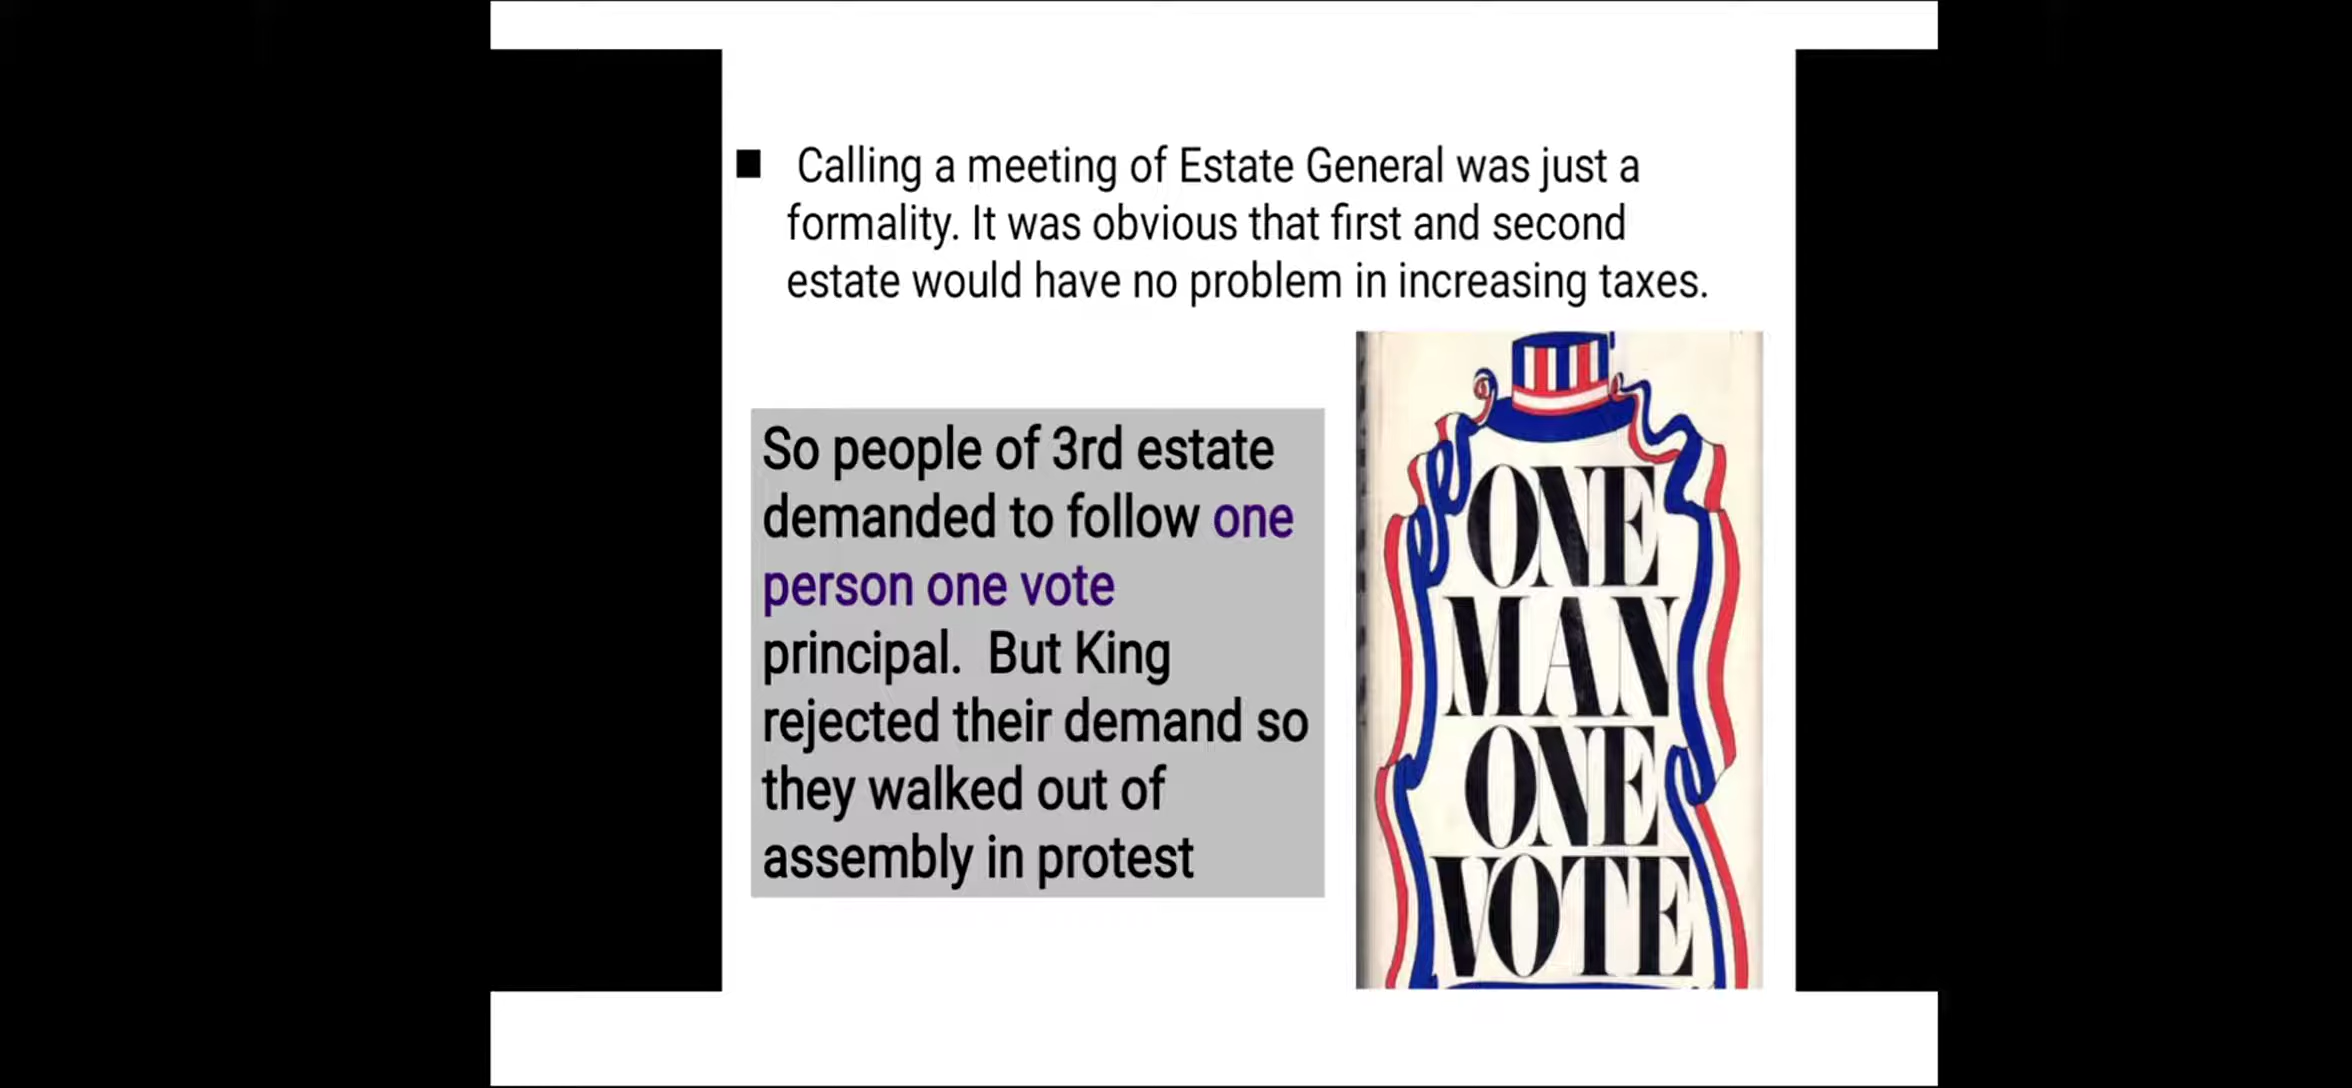 ■ Calling a meeting of Estate General was just a
formality. It was obvious that first and second
estate would have no problem in increasing taxes.
So people of 3rd estate
demanded to follow one
person one vote
principal. But King
rejected their demand so
they walked out of
assembly in protest
ONE
MAN
ONE
VOTE